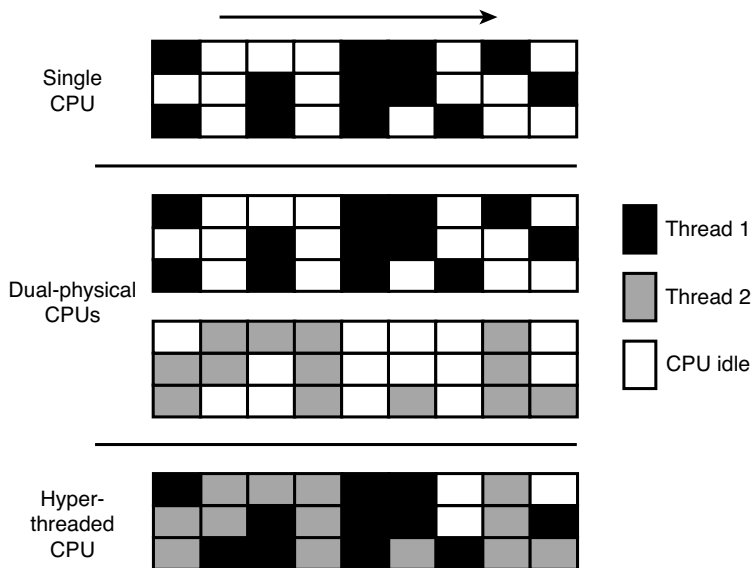 Single
CPU
Dual-physical
CPUs
Thread 1
Thread 2
CPU idle
Hyper-
threaded
CPU